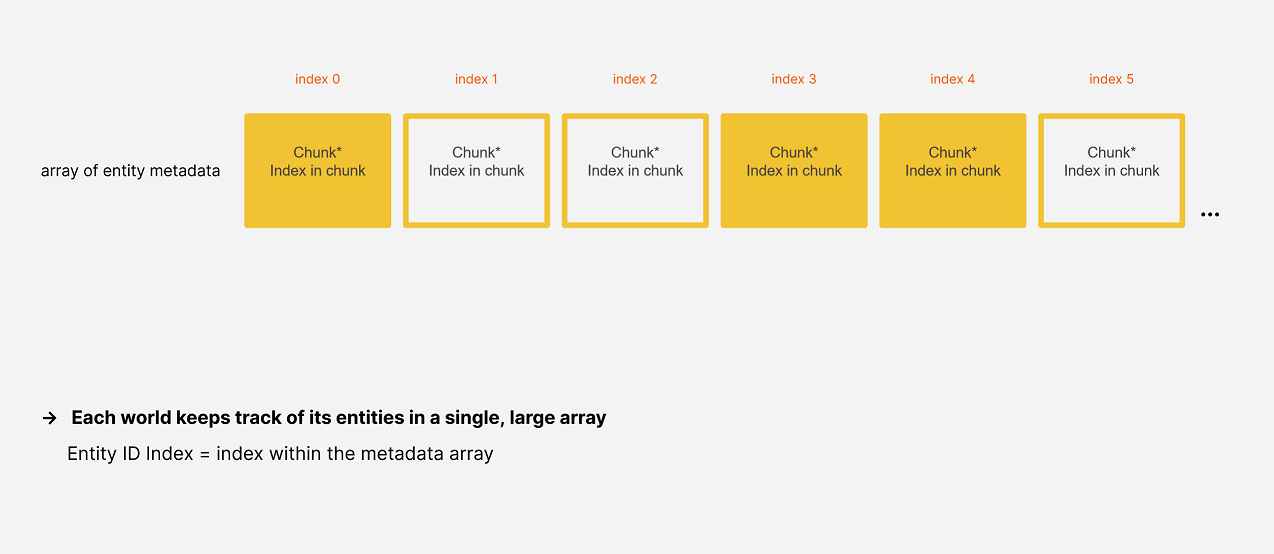 index 0
index 1
index 2
index 3
index 4
index 5
array of entity metadata
Chunk*
Index in chunk
Chunk*
Index in chunk
Chunk*
Index in chunk
Chunk*
Index in chunk
Chunk*
Index in chunk
Chunk*
Index in chunk
...
→ Each world keeps track of its entities in a single, large array
Entity ID Index = index within the metadata array